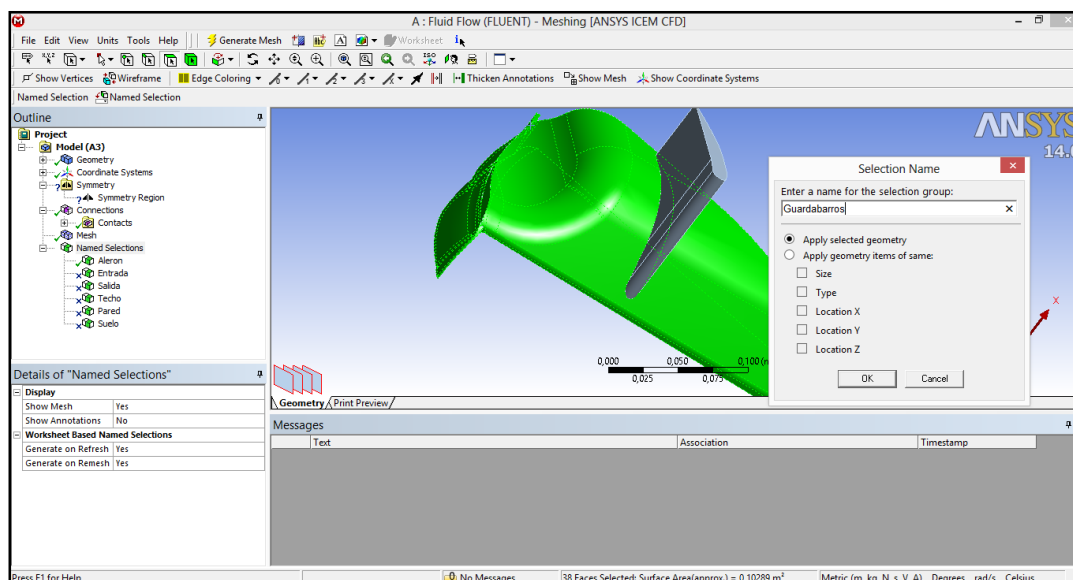 A : Fluid Flow (FLUENT) - Meshing [ANSYS ICEM CFD]
File Edit View Units Tools Help Generate Mesh A Worksheet
ISO
Show Vertices Wireframe Edge Coloring Thicken Annotations Show Mesh Show Coordinate Systems
Named Selection Named Selection
Outline
Project
Model (A3)
Geometry
Coordinate Systems
Symmetry
Symmetry Region
Connections
Contacts
Mesh
Named Selections
Aleron
Entrada
Salida
Techo
Pared
Suelo
Details of "Named Selections"
Display
Show Mesh Yes
Show Annotations No
Worksheet Based Named Selections
Generate on Refresh Yes
Generate on Remesh Yes
ANSYS
Selection Name
Enter a name for the selection group:
Guardabarros
Apply selected geometry
Apply geometry items of same:
Size
Type
Location X
Location Y
Location Z
OK Cancel
X
0,000 0,050 0,100 (m
0,025 0,075
Geometry Print Preview
Messages
Text Association Timestamp
Press F1 for Help 0 No Messages 38 Faces Selected: Surface Area(approx.) = 0,10289 m² Metric (m, kg, N, s, V, A) Degrees rad/s Celsius